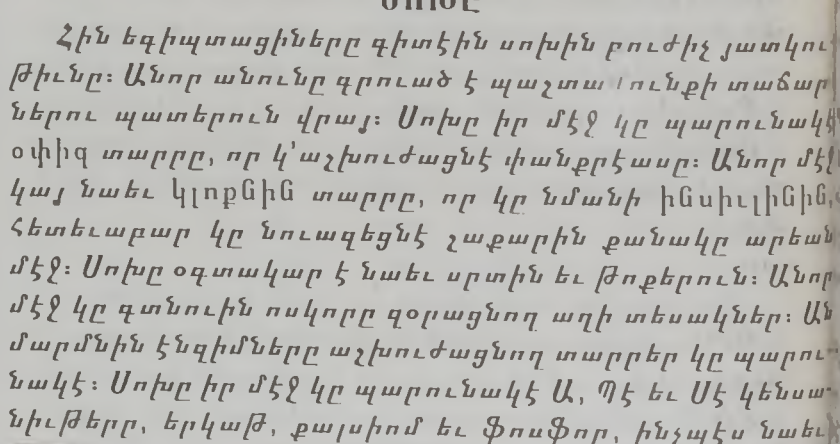 ՍՈԽԸ
Հին եգիպտացիները գիտէին սոխին բուժիչ յատկու
թիւնը։ Անոր անունը գրուած է պաշտամունքի տաճար
ներու պատերուն վրայ։ Սոխը իր մէջ կը պարունակէ
օփիզ տարրը, որ կ՚աշխուժացնէ փանքրէասը։ Անոր մէջ
կայ նաեւ կլոքնին տարրը, որ կը նմանի ինսիւլինին,
հետեւաբար կը նուազեցնէ շաքարին քանակը արեան
մէջ։ Սոխը օգտակար է նաեւ սրտին եւ թոքերուն։ Անոր
մէջ կը գտնուին ոսկորը զօրացնող աղի տեսակներ։ Ան
մարմնին էնզիմները աշխուժացնող տարրեր կը պարու-
նակէ։ Սոխը իր մէջ կը պարունակէ Ա, Պէ եւ Սէ կենսա-
նիւթերը, երկաթ, քալսիոմ եւ ֆոսֆոր, ինչպէս նաեւ